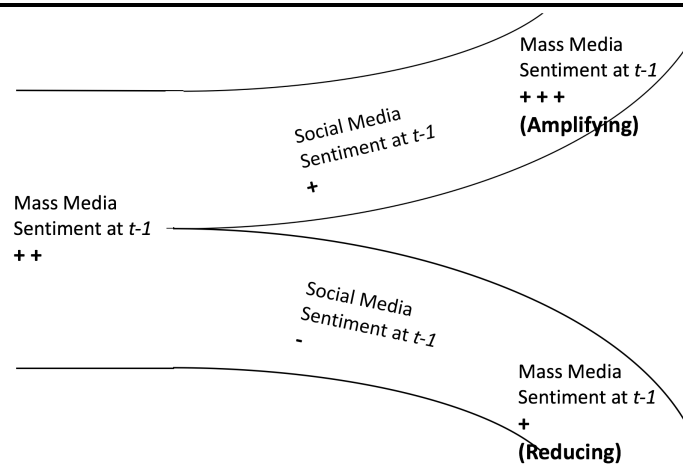 Mass Media
Sentiment at t-1
+ + +
(Amplifying)
Social Media
Sentiment at t-1
+
Mass Media
Sentiment at t-1
+ +
Social Media
Sentiment at t-1
-
Mass Media
Sentiment at t-1
+
(Reducing)